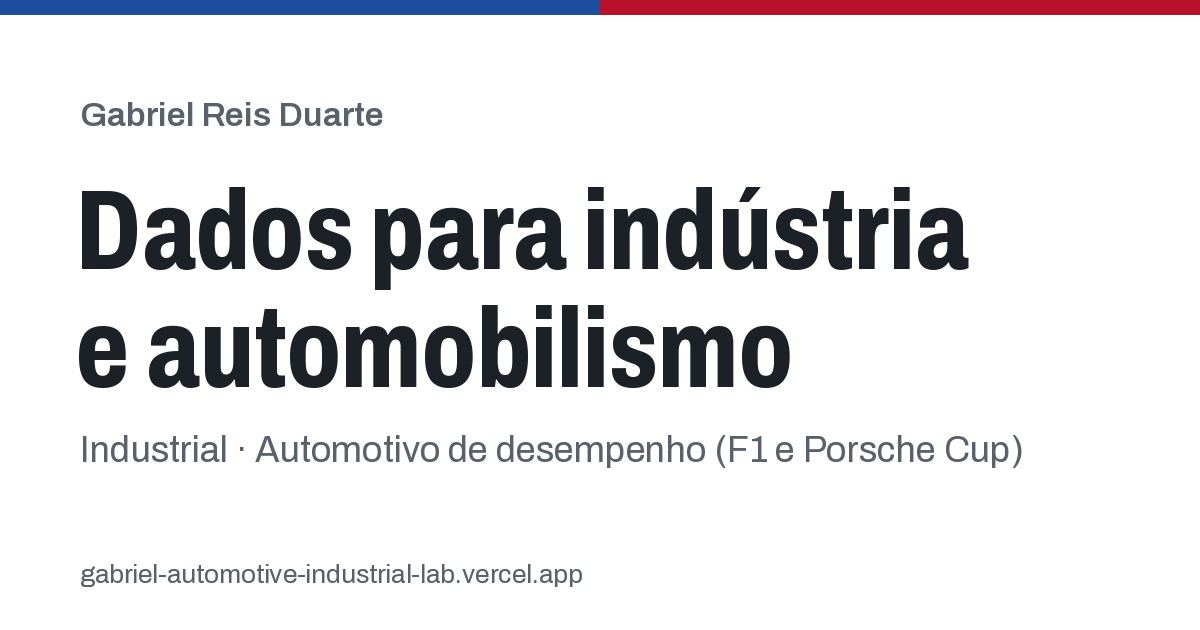 Gabriel Reis Duarte
Dados para indústria
e automobilismo
Industrial · Automotivo de desempenho (F1 e Porsche Cup)
gabriel-automotive-industrial-lab.vercel.app